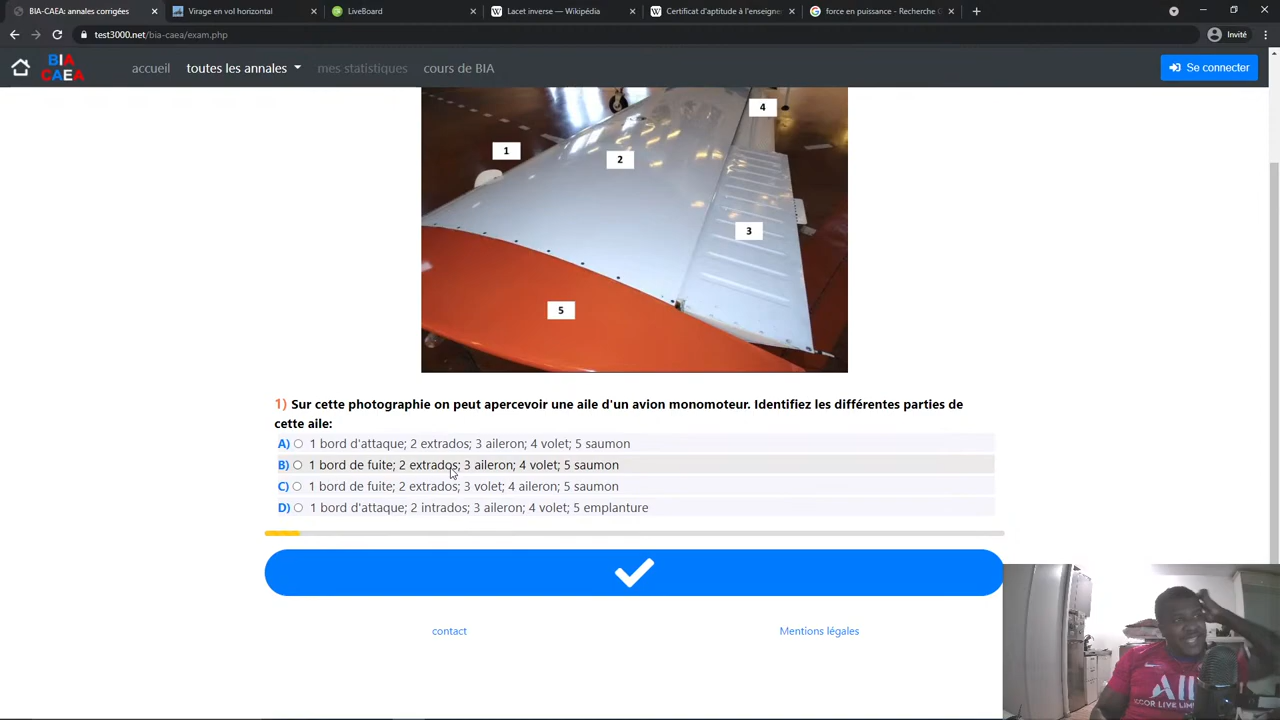 BIA-CAEA: annales corrigées
Virage en vol horizontal
LiveBoard
Lacet inverse — Wikipédia
Certificat d'aptitude à l'enseigne
force en puissance - Recherche
test3000.net/bia-caea/exam.php
Invité
BIA CAEA
accueil
toutes les annales
mes statistiques
cours de BIA
Se connecter
4
1
2
3
5
1) Sur cette photographie on peut apercevoir une aile d'un avion monomoteur. Identifiez les différentes parties de
cette aile:
A) 1 bord d'attaque; 2 extrados; 3 aileron; 4 volet; 5 saumon
B) 1 bord de fuite; 2 extrados; 3 aileron; 4 volet; 5 saumon
C) 1 bord de fuite; 2 extrados; 3 volet; 4 aileron; 5 saumon
D) 1 bord d'attaque; 2 intrados; 3 aileron; 4 volet; 5 emplanture
contact
Mentions légales
ALL